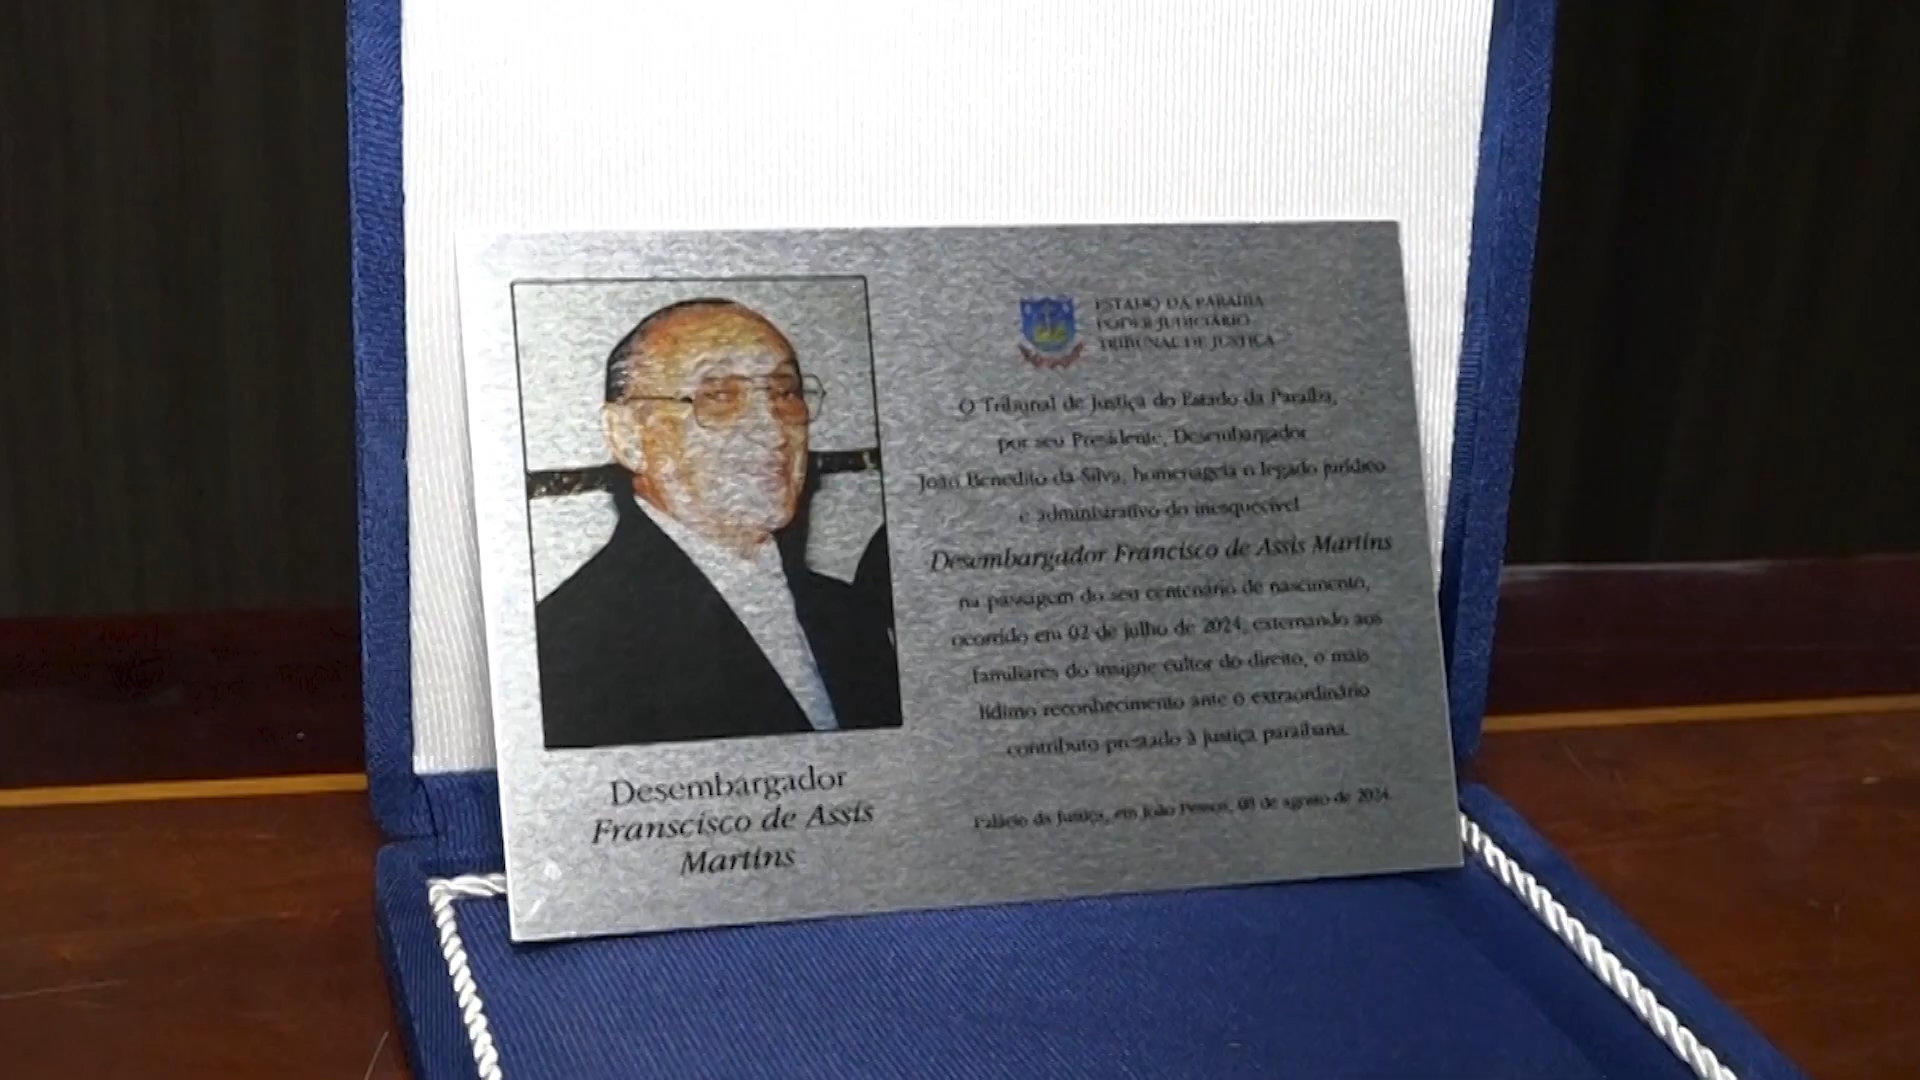 ESTADO DA PARAÍBA
PODER JUDICIÁRIO
TRIBUNAL DE JUSTIÇA
O Tribunal de Justiça do Estado da Paraíba,
por seu Presidente, Desembargador
João Benedito da Silva, homenageia o legado jurídico
e administrativo do inesquecível
Desembargador Francisco de Assis Martins
na passagem do seu centenário de nascimento,
ocorrido em 02 de julho de 2024, externando aos
familiares do insigne cultor do direito, o mais
lídimo reconhecimento ante o extraordinário
contributo prestado à justiça paraibana.
Palácio da Justiça, em João Pessoa, 08 de agosto de 2024.
Desembargador
Franscisco de Assis
Martins